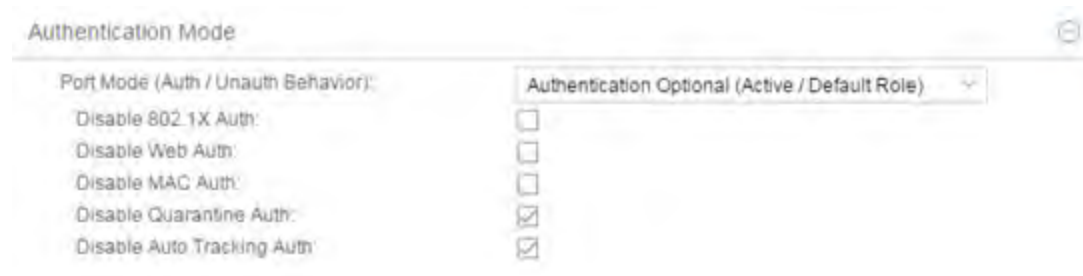 Authentication Mode
Port Mode (Auth / Unauth Behavior): Authentication Optional (Active / Default Role)
Disable 802.1X Auth:
Disable Web Auth:
Disable MAC Auth:
Disable Quarantine Auth:
Disable Auto Tracking Auth: